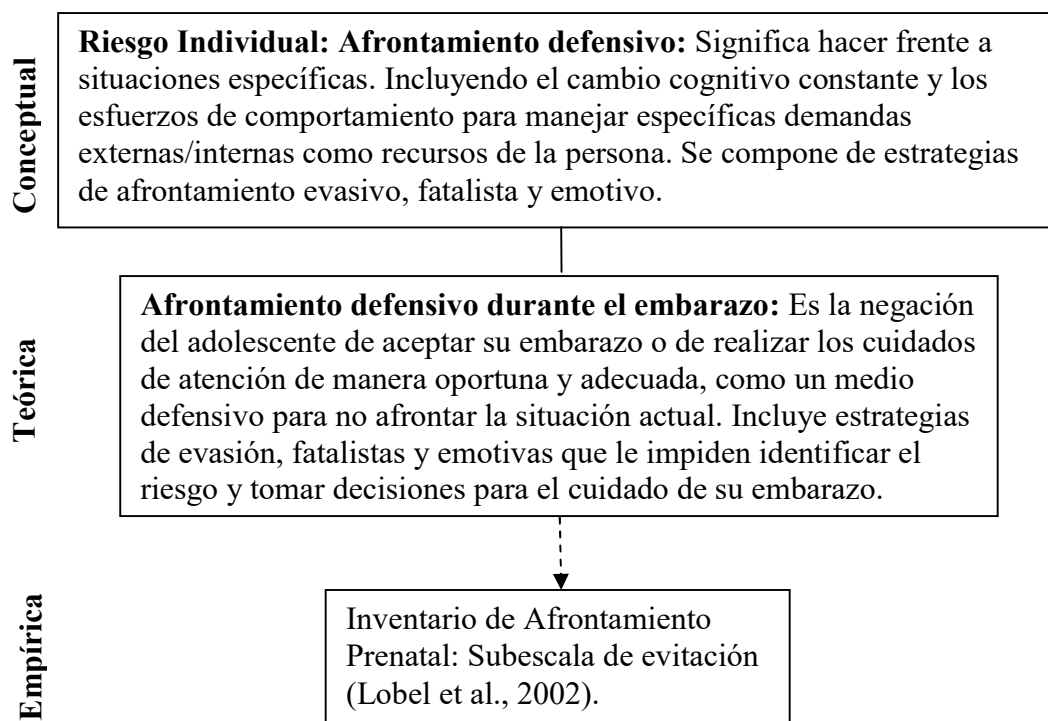 Conceptual
Riesgo Individual: Afrontamiento defensivo: Significa hacer frente a
situaciones específicas. Incluyendo el cambio cognitivo constante y los
esfuerzos de comportamiento para manejar específicas demandas
externas/internas como recursos de la persona. Se compone de estrategias
de afrontamiento evasivo, fatalista y emotivo.
Teórica
Afrontamiento defensivo durante el embarazo: Es la negación
del adolescente de aceptar su embarazo o de realizar los cuidados
de atención de manera oportuna y adecuada, como un medio
defensivo para no afrontar la situación actual. Incluye estrategias
de evasión, fatalistas y emotivas que le impiden identificar el
riesgo y tomar decisiones para el cuidado de su embarazo.
Empírica
Inventario de Afrontamiento
Prenatal: Subescala de evitación
(Lobel et al., 2002).